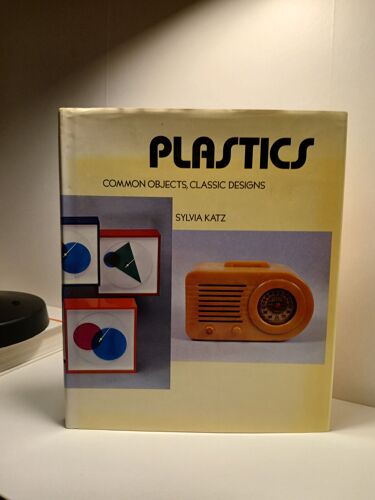 PLASTICS
COMMON OBJECTS, CLASSIC DESIGNS
SYLVIA KATZ